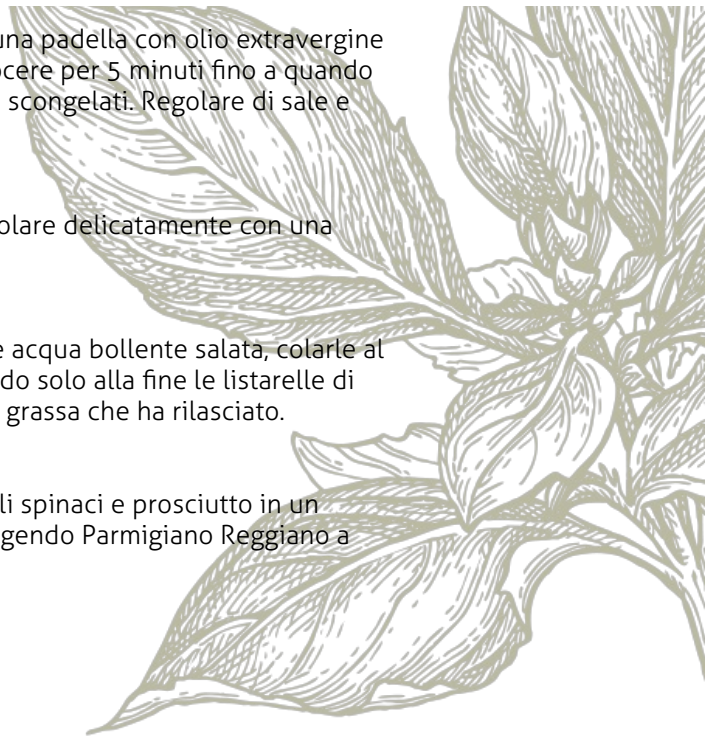 una padella con olio extravergine
ocere per 5 minuti fino a quando
scongelati. Regolare di sale e
olare delicatamente con una
e acqua bollente salata, colarle al
do solo alla fine le listarelle di
grassa che ha rilasciato.
li spinaci e prosciutto in un
gendo Parmigiano Reggiano a